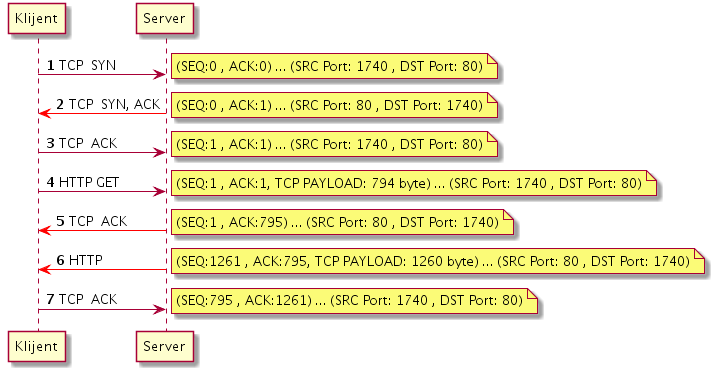 Klijent Server
1 TCP  SYN (SEQ:0 , ACK:0) ... (SRC Port: 1740 , DST Port: 80)
2 TCP  SYN, ACK (SEQ:0 , ACK:1) ... (SRC Port: 80 , DST Port: 1740)
3 TCP  ACK (SEQ:1 , ACK:1) ... (SRC Port: 1740 , DST Port: 80)
4 HTTP GET (SEQ:1 , ACK:1, TCP PAYLOAD: 794 byte) ... (SRC Port: 1740 , DST Port: 80)
5 TCP  ACK (SEQ:1 , ACK:795) ... (SRC Port: 80 , DST Port: 1740)
6 HTTP (SEQ:1261 , ACK:795, TCP PAYLOAD: 1260 byte) ... (SRC Port: 80 , DST Port: 1740)
7 TCP  ACK (SEQ:795 , ACK:1261) ... (SRC Port: 1740 , DST Port: 80)
Klijent Server